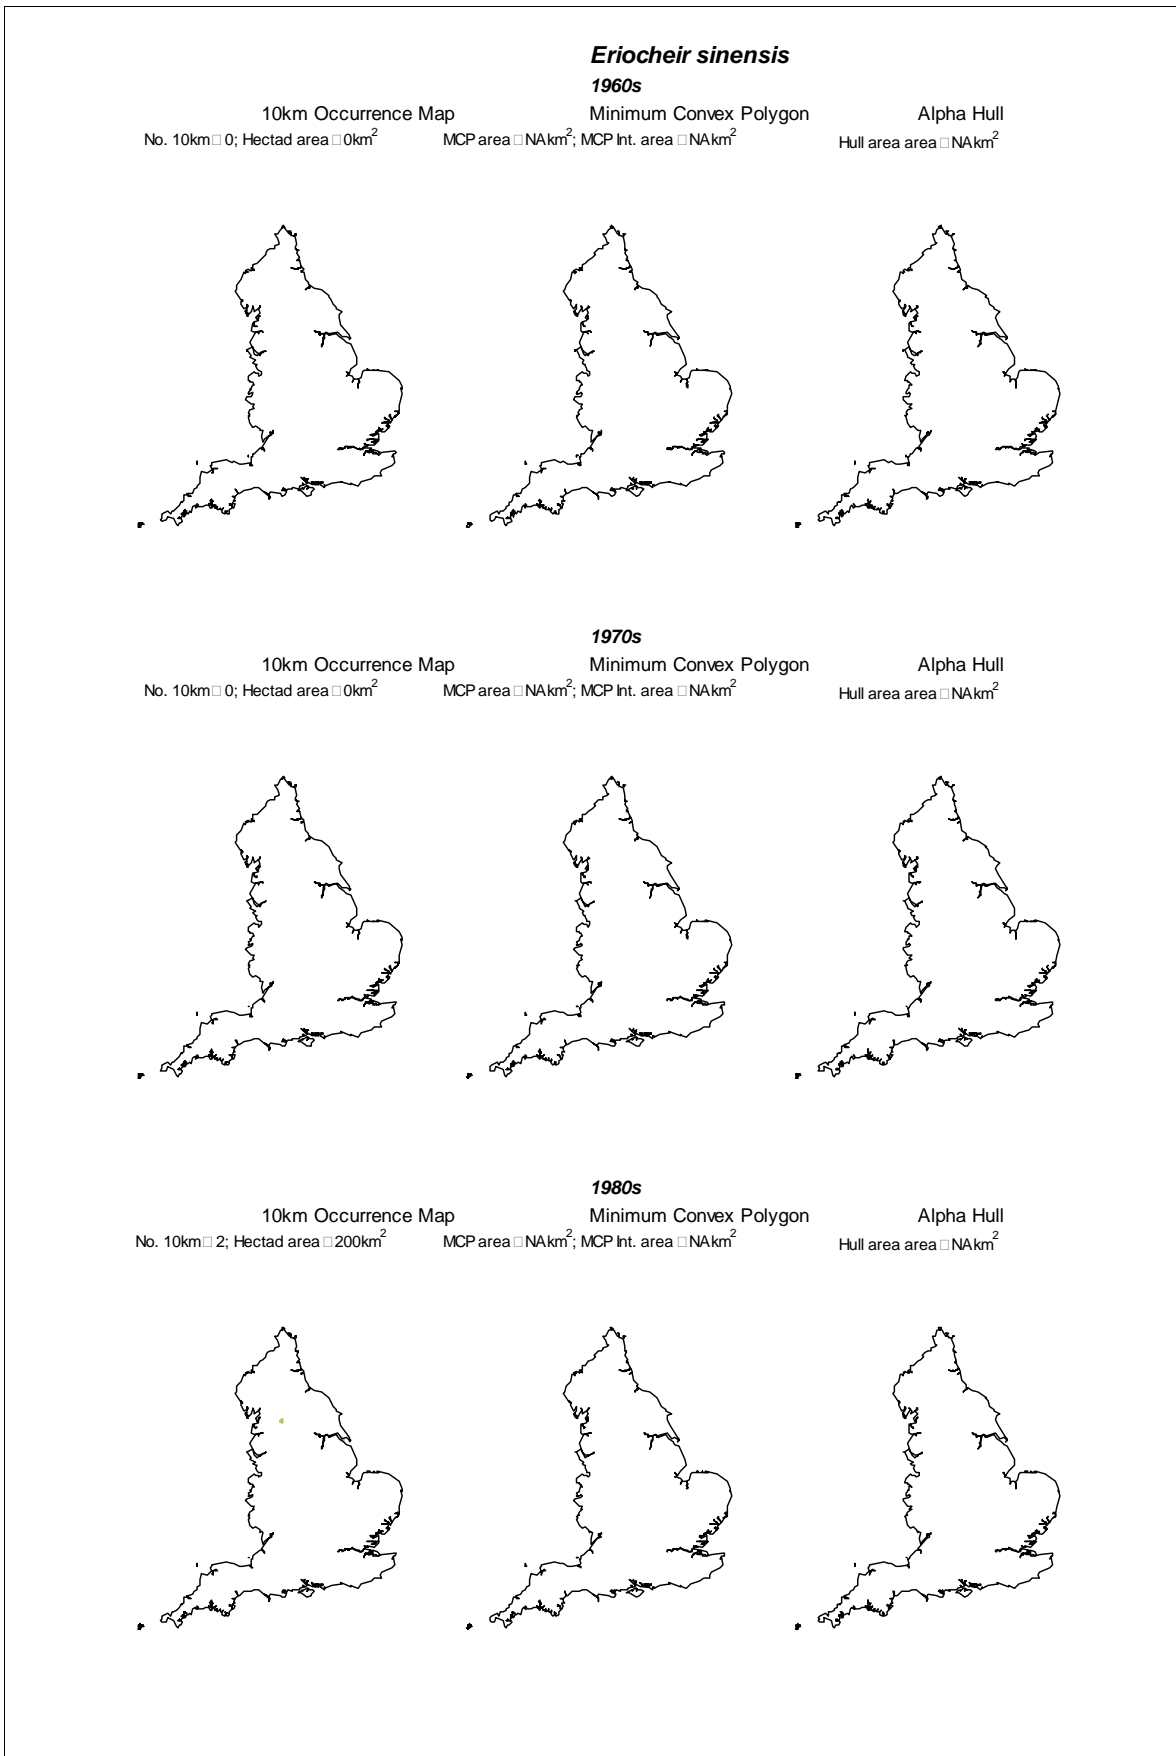 Eriocheir sinensis
1960s
10km Occurrence Map Minimum Convex Polygon Alpha Hull
No. 10km□0; Hectad area □0km² MCP area □NAkm²; MCP Int. area □NAkm² Hull area area □NAkm²
1970s
10km Occurrence Map Minimum Convex Polygon Alpha Hull
No. 10km□0; Hectad area □0km² MCP area □NAkm²; MCP Int. area □NAkm² Hull area area □NAkm²
1980s
10km Occurrence Map Minimum Convex Polygon Alpha Hull
No. 10km□2; Hectad area □200km² MCP area □NAkm²; MCP Int. area □NAkm² Hull area area □NAkm²